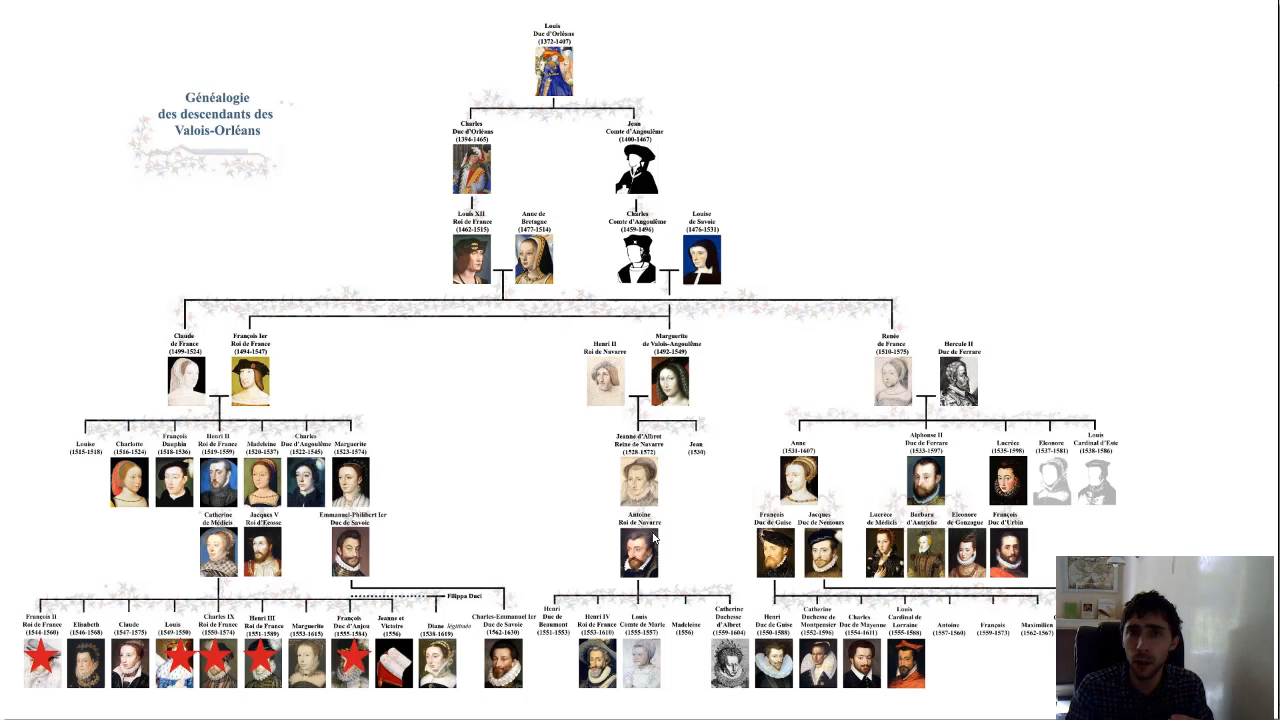 Louis
Duc d'Orléans
(1372-1407)
Généalogie
des descendants des
Valois-Orléans
Charles
Duc d'Orléans
(1394-1465)
Jean
Comte d'Angoulême
(1400-1467)
Louis XII
Roi de France
(1462-1515)
Anne de
Bretagne
(1477-1514)
Charles
Comte d'Angoulême
(1459-1496)
Louise
de Savoie
(1476-1531)
Claude
de France
(1499-1524)
François Ier
Roi de France
(1494-1547)
Henri II
Roi de Navarre
Marguerite
de Valois-Angoulême
(1492-1549)
Renée
de France
(1510-1575)
Hercule II
Duc de Ferrare
Louise
(1515-1518)
Charlotte
(1516-1524)
François
Dauphin
(1518-1536)
Henri II
Roi de France
(1519-1559)
Madeleine
(1520-1537)
Charles
Duc d'Angoulême
(1522-1545)
Marguerite
(1523-1574)
Jeanne d'Albret
Reine de Navarre
(1528-1572)
Jean
(1530)
Anne
(1531-1607)
Alphonse II
Duc de Ferrare
(1533-1597)
Lucrèce
(1535-1598)
Eleonore
(1537-1581)
Louis
Cardinal d'Este
(1538-1586)
Catherine
de Médicis
Jacques V
Roi d'Ecosse
Emmanuel-Philibert Ier
Duc de Savoie
Antoine
Roi de Navarre
François
Duc de Guise
Jacques
Duc de Nemours
Lucrèce
de Médicis
Barbara
d'Autriche
Eleonore
de Gonzague
François
Duc d'Urbin
François II
Roi de France
(1544-1560)
Elisabeth
(1546-1568)
Claude
(1547-1575)
Louis
(1549-1550)
Charles IX
Roi de France
(1550-1574)
Henri III
Roi de France
(1551-1589)
Marguerite
(1553-1615)
François
Duc d'Anjou
(1555-1584)
Jeanne et
Victoire
(1556)
Filippa Duci
Diane légitimée
(1538-1619)
Charles-Emmanuel Ier
Duc de Savoie
(1562-1630)
Henri
Duc de
Beaumont
(1551-1553)
Henri IV
Roi de France
(1553-1610)
Louis
Comte de Marle
(1555-1557)
Madeleine
(1556)
Catherine
Duchesse
d'Albret
(1559-1604)
Henri
Duc de Guise
(1550-1588)
Catherine
Duchesse de
Montpensier
(1552-1596)
Charles
Duc de Mayenne
(1554-1611)
Louis
Cardinal de
Lorraine
(1555-1588)
Antoine
(1557-1560)
François
(1559-1573)
Maximilien
(1562-1567)